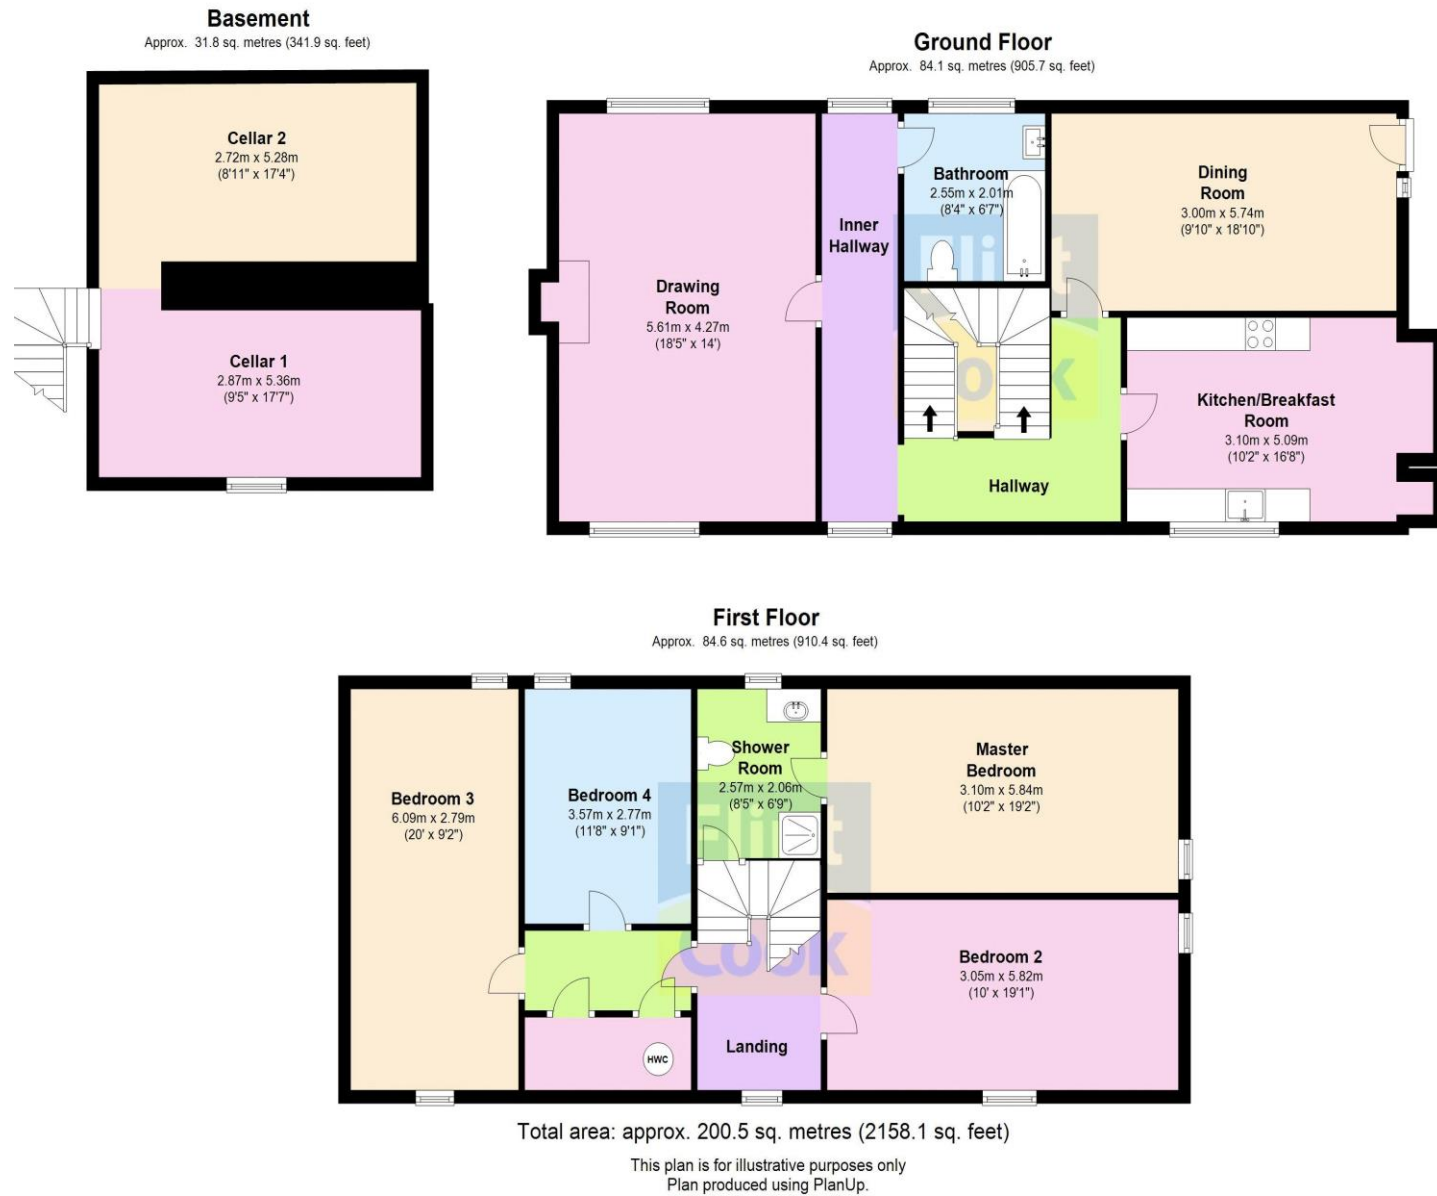 Basement
Approx. 31.8 sq. metres (341.9 sq. feet)
Cellar 2
2.72m x 5.28m
(8'11" x 17'4")
Cellar 1
2.87m x 5.36m
(9'5" x 17'7")
Ground Floor
Approx. 84.1 sq. metres (905.7 sq. feet)
Drawing
Room
5.61m x 4.27m
(18'5" x 14')
Inner
Hallway
Bathroom
2.55m x 2.01m
(8'4" x 6'7")
Dining
Room
3.00m x 5.74m
(9'10" x 18'10")
Kitchen/Breakfast
Room
3.10m x 5.09m
(10'2" x 16'8")
Hallway
First Floor
Approx. 84.6 sq. metres (910.4 sq. feet)
Bedroom 3
6.09m x 2.79m
(20' x 9'2")
Bedroom 4
3.57m x 2.77m
(11'8" x 9'1")
Shower
Room
2.57m x 2.06m
(8'5" x 6'9")
Master
Bedroom
3.10m x 5.84m
(10'2" x 19'2")
Bedroom 2
3.05m x 5.82m
(10' x 19'1")
Landing
HWC
Cook
Total area: approx. 200.5 sq. metres (2158.1 sq. feet)
This plan is for illustrative purposes only
Plan produced using PlanUp.